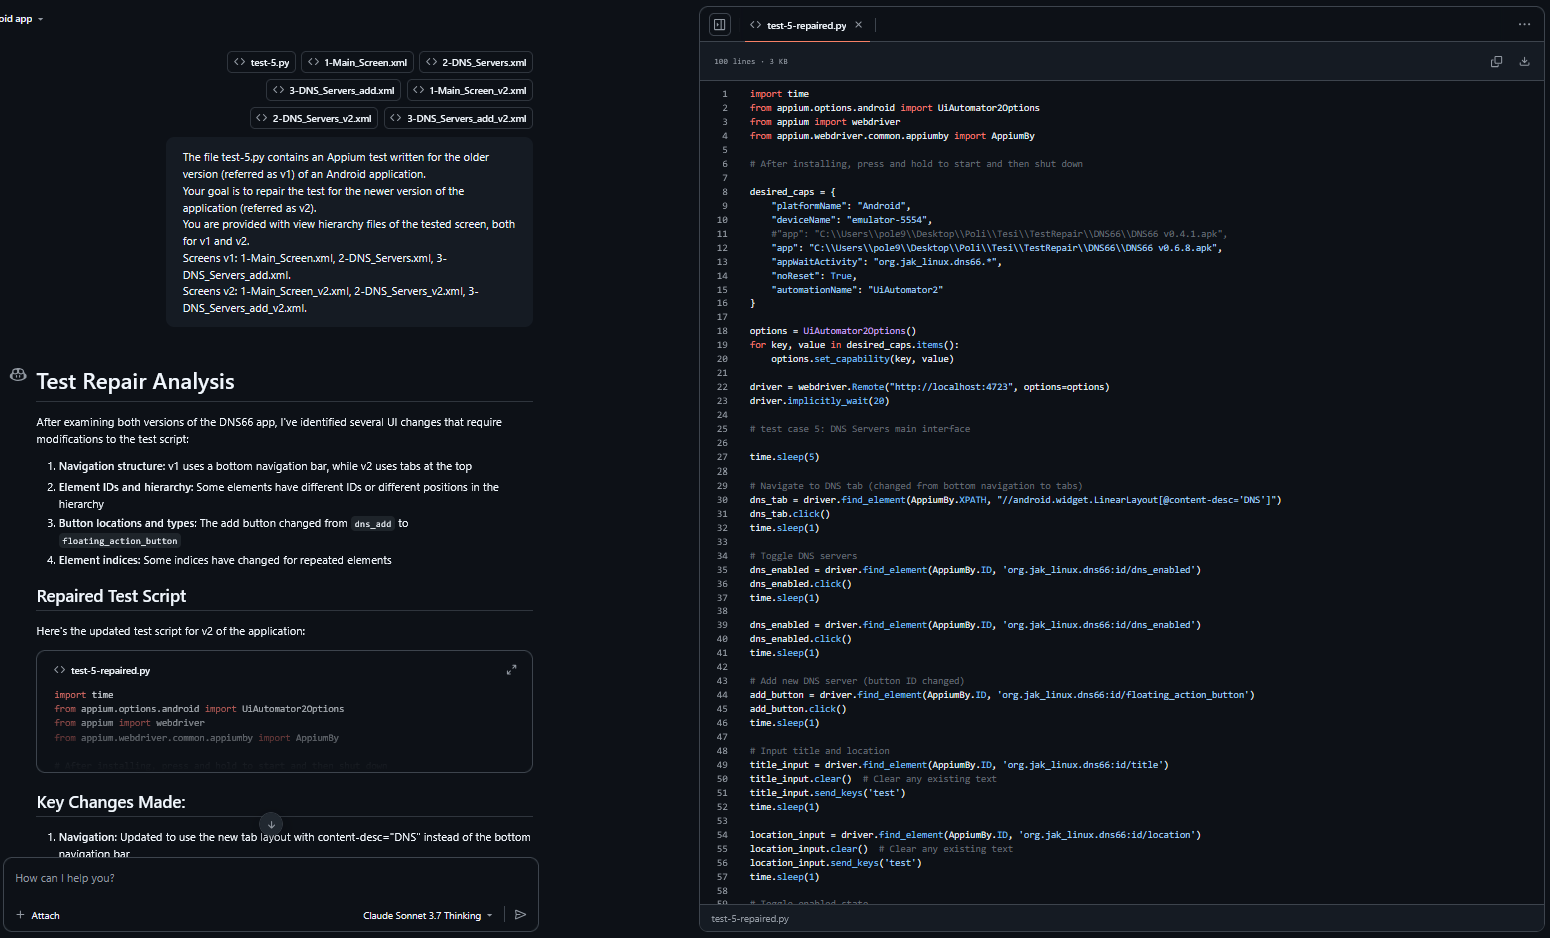 oid app
test-5.py
1-Main_Screen.xml
2-DNS_Servers.xml
3-DNS_Servers_add.xml
1-Main_Screen_v2.xml
2-DNS_Servers_v2.xml
3-DNS_Servers_add_v2.xml
The file test-5.py contains an Appium test written for the older
version (referred as v1) of an Android application.
Your goal is to repair the test for the newer version of the
application (referred as v2).
You are provided with view hierarchy files of the tested screen, both
for v1 and v2.
Screens v1: 1-Main_Screen.xml, 2-DNS_Servers.xml, 3-
DNS_Servers_add.xml.
Screens v2: 1-Main_Screen_v2.xml, 2-DNS_Servers_v2.xml, 3-
DNS_Servers_add_v2.xml.
Test Repair Analysis
After examining both versions of the DNS66 app, I've identified several UI changes that require
modifications to the test script:
1. Navigation structure: v1 uses a bottom navigation bar, while v2 uses tabs at the top
2. Element IDs and hierarchy: Some elements have different IDs or different positions in the
hierarchy
3. Button locations and types: The add button changed from dns_add to
floating_action_button
4. Element indices: Some indices have changed for repeated elements
Repaired Test Script
Here's the updated test script for v2 of the application:
test-5-repaired.py
import time
from appium.options.android import UiAutomator2Options
from appium import webdriver
from appium.webdriver.common.appiumby import AppiumBy
# After installing, press and hold to start and then shut down
Key Changes Made:
1. Navigation: Updated to use the new tab layout with content-desc="DNS" instead of the bottom
navigation bar
How can I help you?
+ Attach
Claude Sonnet 3.7 Thinking
test-5-repaired.py
100 lines · 3 KB
1 import time
2 from appium.options.android import UiAutomator2Options
3 from appium import webdriver
4 from appium.webdriver.common.appiumby import AppiumBy
5
6 # After installing, press and hold to start and then shut down
7
8 desired_caps = {
9 "platformName": "Android",
10 "deviceName": "emulator-5554",
11 #"app": "C:\\Users\\pole9\\Desktop\\Poli\\Tesi\\TestRepair\\DNS66\\DNS66 v0.4.1.apk",
12 "app": "C:\\Users\\pole9\\Desktop\\Poli\\Tesi\\TestRepair\\DNS66\\DNS66 v0.6.8.apk",
13 "appWaitActivity": "org.jak_linux.dns66.*",
14 "noReset": True,
15 "automationName": "UiAutomator2"
16 }
17
18 options = UiAutomator2Options()
19 for key, value in desired_caps.items():
20 options.set_capability(key, value)
21
22 driver = webdriver.Remote("http://localhost:4723", options=options)
23 driver.implicitly_wait(20)
24
25 # test case 5: DNS Servers main interface
26
27 time.sleep(5)
28
29 # Navigate to DNS tab (changed from bottom navigation to tabs)
30 dns_tab = driver.find_element(AppiumBy.XPATH, "//android.widget.LinearLayout[@content-desc='DNS']")
31 dns_tab.click()
32 time.sleep(1)
33
34 # Toggle DNS servers
35 dns_enabled = driver.find_element(AppiumBy.ID, 'org.jak_linux.dns66:id/dns_enabled')
36 dns_enabled.click()
37 time.sleep(1)
38
39 dns_enabled = driver.find_element(AppiumBy.ID, 'org.jak_linux.dns66:id/dns_enabled')
40 dns_enabled.click()
41 time.sleep(1)
42
43 # Add new DNS server (button ID changed)
44 add_button = driver.find_element(AppiumBy.ID, 'org.jak_linux.dns66:id/floating_action_button')
45 add_button.click()
46 time.sleep(1)
47
48 # Input title and location
49 title_input = driver.find_element(AppiumBy.ID, 'org.jak_linux.dns66:id/title')
50 title_input.clear() # Clear any existing text
51 title_input.send_keys('test')
52 time.sleep(1)
53
54 location_input = driver.find_element(AppiumBy.ID, 'org.jak_linux.dns66:id/location')
55 location_input.clear() # Clear any existing text
56 location_input.send_keys('test')
57 time.sleep(1)
58
59 # Toggle enabled state
test-5-repaired.py